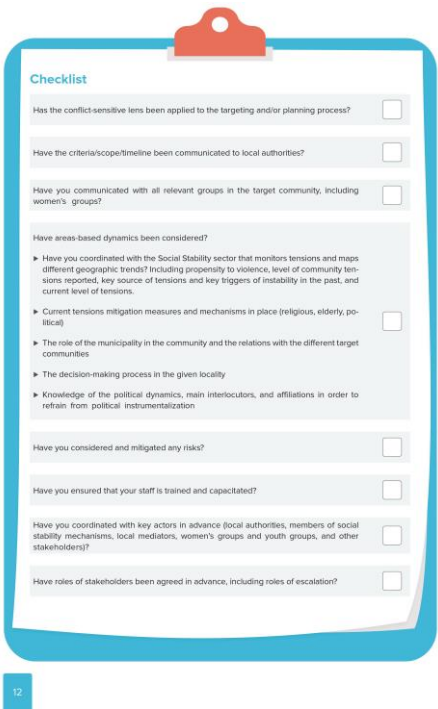 Checklist
Has the conflict-sensitive lens been applied to the targeting and/or planning process?
Have the criteria/scope/timeline been communicated to local authorities?
Have you communicated with all relevant groups in the target community, including
women's groups?
Have areas-based dynamics been considered?
► Have you coordinated with the Social Stability sector that monitors tensions and maps
different geographic trends? Including propensity to violence, level of community ten-
sions reported, key source of tensions and key triggers of instability in the past, and
current level of tensions.
► Current tensions mitigation measures and mechanisms in place (religious, elderly, po-
litical)
► The role of the municipality in the community and the relations with the different target
communities
► The decision-making process in the given locality
► Knowledge of the political dynamics, main interlocutors, and affiliations in order to
refrain from political instrumentalization
Have you considered and mitigated any risks?
Have you ensured that your staff is trained and capacitated?
Have you coordinated with key actors in advance (local authorities, members of social
stability mechanisms, local mediators, women's groups and youth groups, and other
stakeholders)?
Have roles of stakeholders been agreed in advance, including roles of escalation?
12